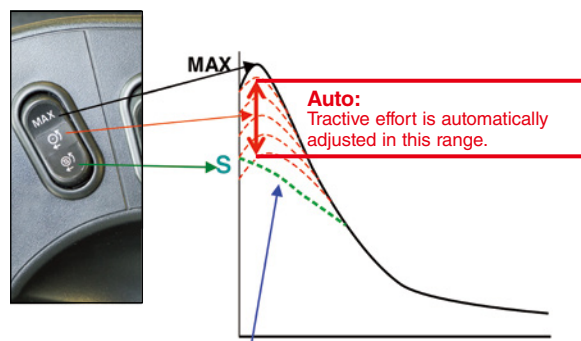 MAX
MAX
Auto:
Tractive effort is automatically
adjusted in this range.
S